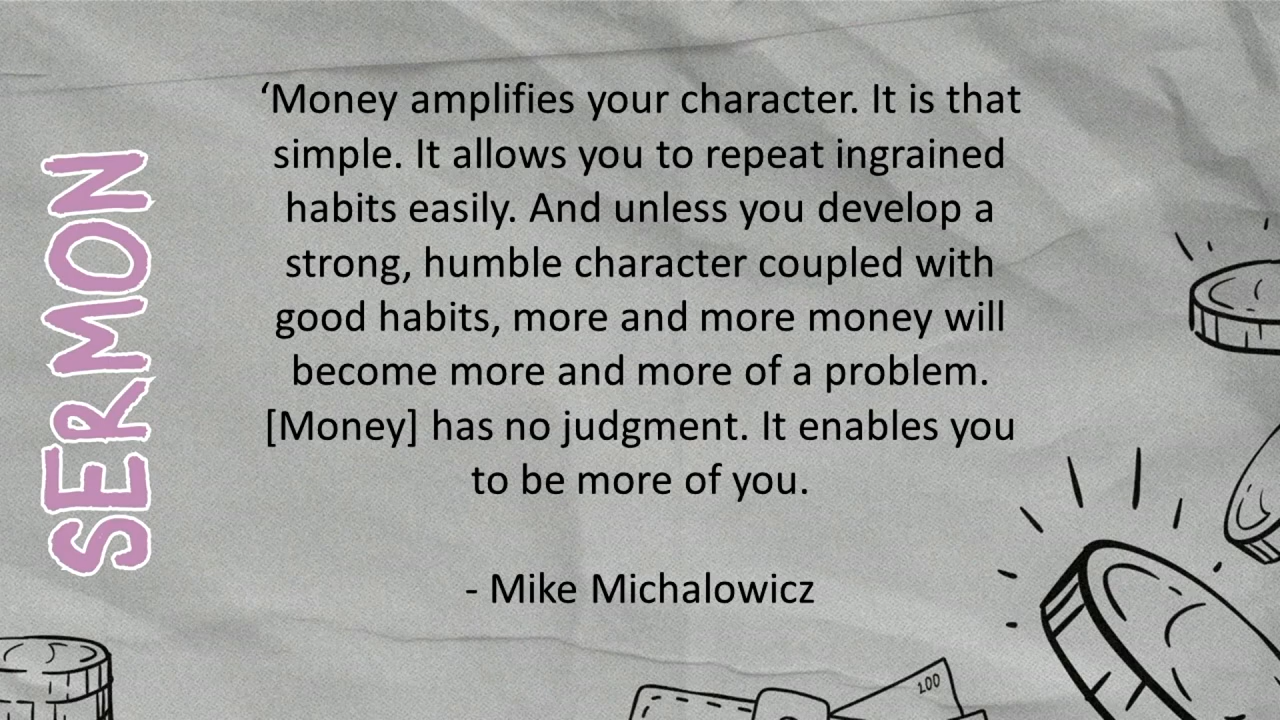 SERMON
‘Money amplifies your character. It is that
simple. It allows you to repeat ingrained
habits easily. And unless you develop a
strong, humble character coupled with
good habits, more and more money will
become more and more of a problem.
[Money] has no judgment. It enables you
to be more of you.
- Mike Michalowicz
100